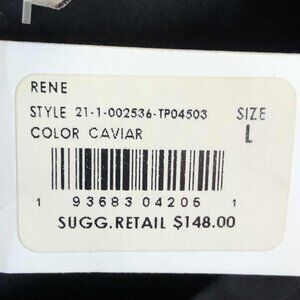 RENE
STYLE 21-1-002536-TP04503 SIZE
COLOR CAVIAR L
1 93683 04205 1
SUGG.RETAIL $148.00